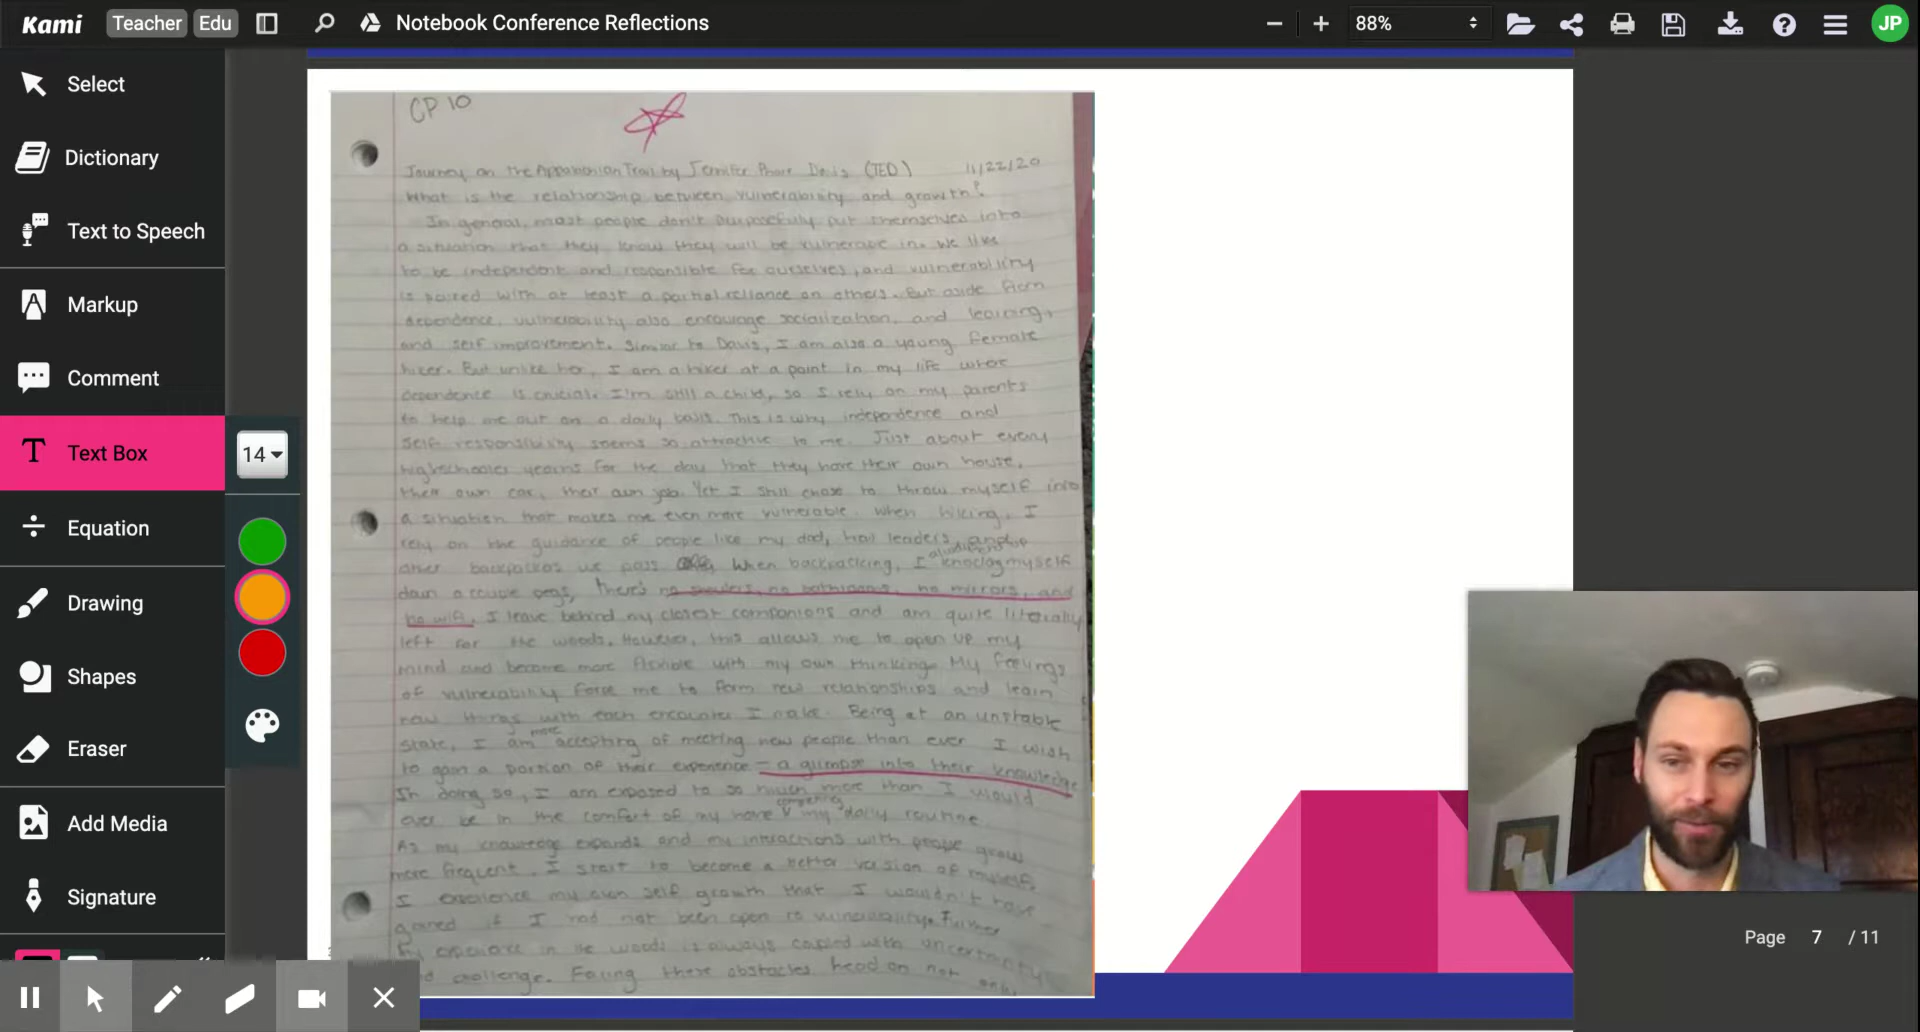 Kami
Teacher
Edu
Notebook Conference Reflections
88%
JP
Select
Dictionary
Text to Speech
Markup
Comment
Text Box
14
Equation
Drawing
Shapes
Eraser
Add Media
Signature
CP 10
Journey on the Appalachian Trail by Jennifer Pharr Davis (TED) 11/22/20
What is the relationship between vulnerability and growth?
In general, most people don't purposefully put themselves into
a situation that they know they will be vulnerable in. We like
to be independent and responsible for ourselves, and vulnerability
is paired with at least a partial reliance on others. But aside from
dependence, vulnerability also encourage socialization, and learning,
and self improvement. Similar to Davis, I am also a young female
hiker. But unlike her, I am a hiker at a point in my life where
dependence is crucial. I'm still a child, so I rely on my parents
to help me out on a daily basis. This is why independence and
self responsibility seems so attractive to me. Just about every
highschooler yearns for the day that they have their own house,
their own car, their own job. Yet I still chose to throw myself into
a situation that makes me even more vulnerable. When hiking, I
rely on the guidance of people like my dad, trail leaders, and
other backpackers we pass. When backpacking, I knock myself
down a couple pegs, there's no showers, no bathrooms, no mirrors, and
no wifi. I leave behind my closest companions and am quite literally
left for the woods. However, this allows me to open up my
mind and become more flexible with my own thinking. My feelings
of vulnerability force me to form new relationships and learn
new things with each encounter I make. Being at an unstable
state, I am more accepting of meeting new people than ever. I wish
to gain a portion of their experience - a glimpse into their knowledge
In doing so, I am exposed to so much more than I would
ever be in the comfort of my home my daily routine
As my knowledge expands and my interactions with people grow
more frequent, I start to become a better version of myself.
I experience my own self growth that I wouldn't have
gained if I had not been open to vulnerability. Further
my experience in the woods is always coupled with uncertainty
challenge. Facing these obstacles head on not only
Page 7 / 11